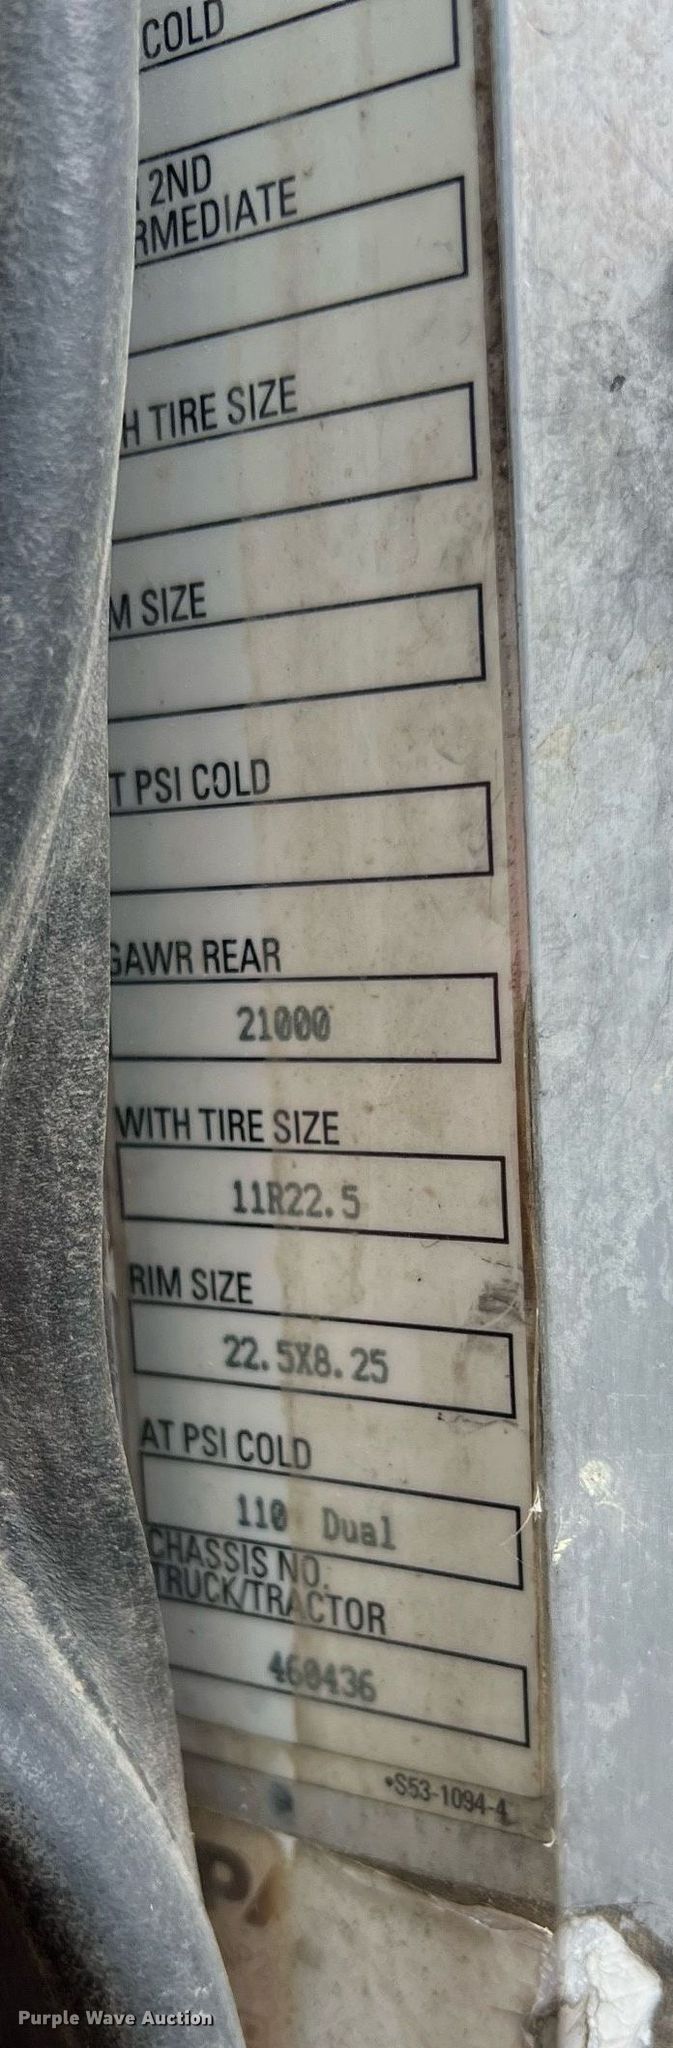 COLD
2ND
RMEDIATE
H TIRE SIZE
M SIZE
T PSI COLD
GAWR REAR
21000
WITH TIRE SIZE
11R22.5
RIM SIZE
22.5X8.25
AT PSI COLD
110 Dual
CHASSIS NO.
TRUCK/TRACTOR
460436
•S53-1094-4
Purple Wave Auction